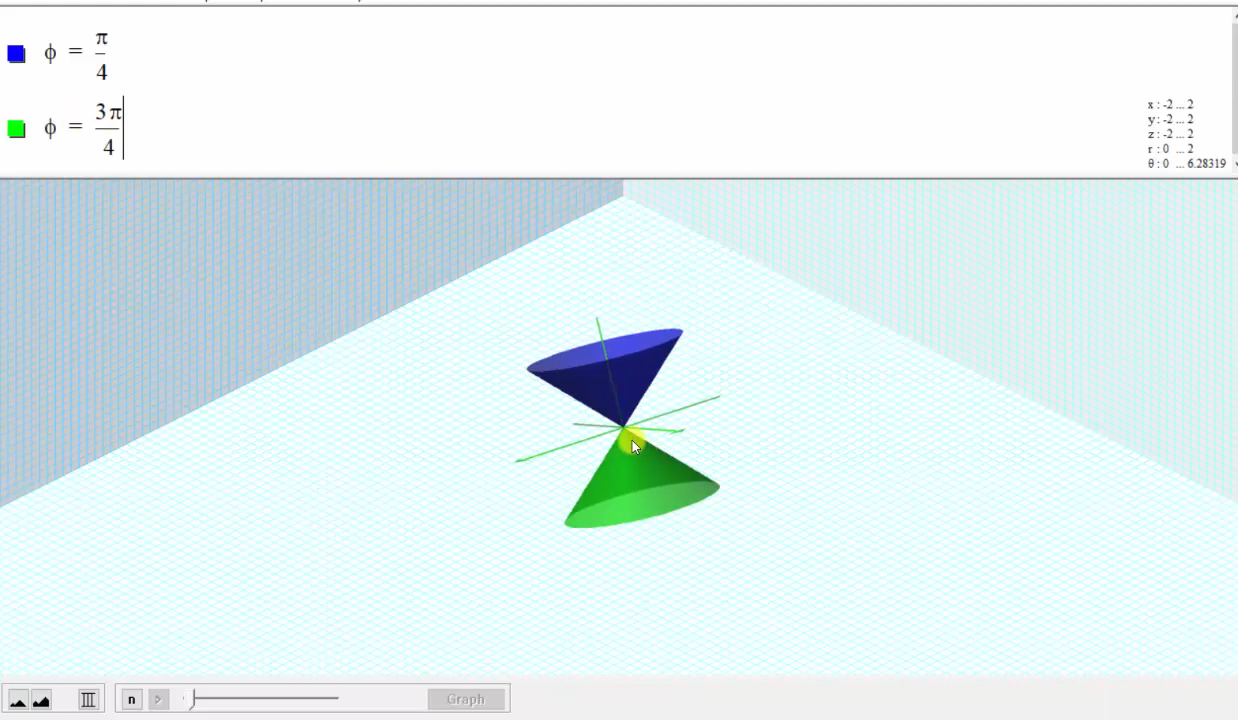 ϕ = π/4
ϕ = 3π/4
x : -2 ... 2
y : -2 ... 2
z : -2 ... 2
r : 0 ... 2
θ : 0 ... 6.28319
n
Graph